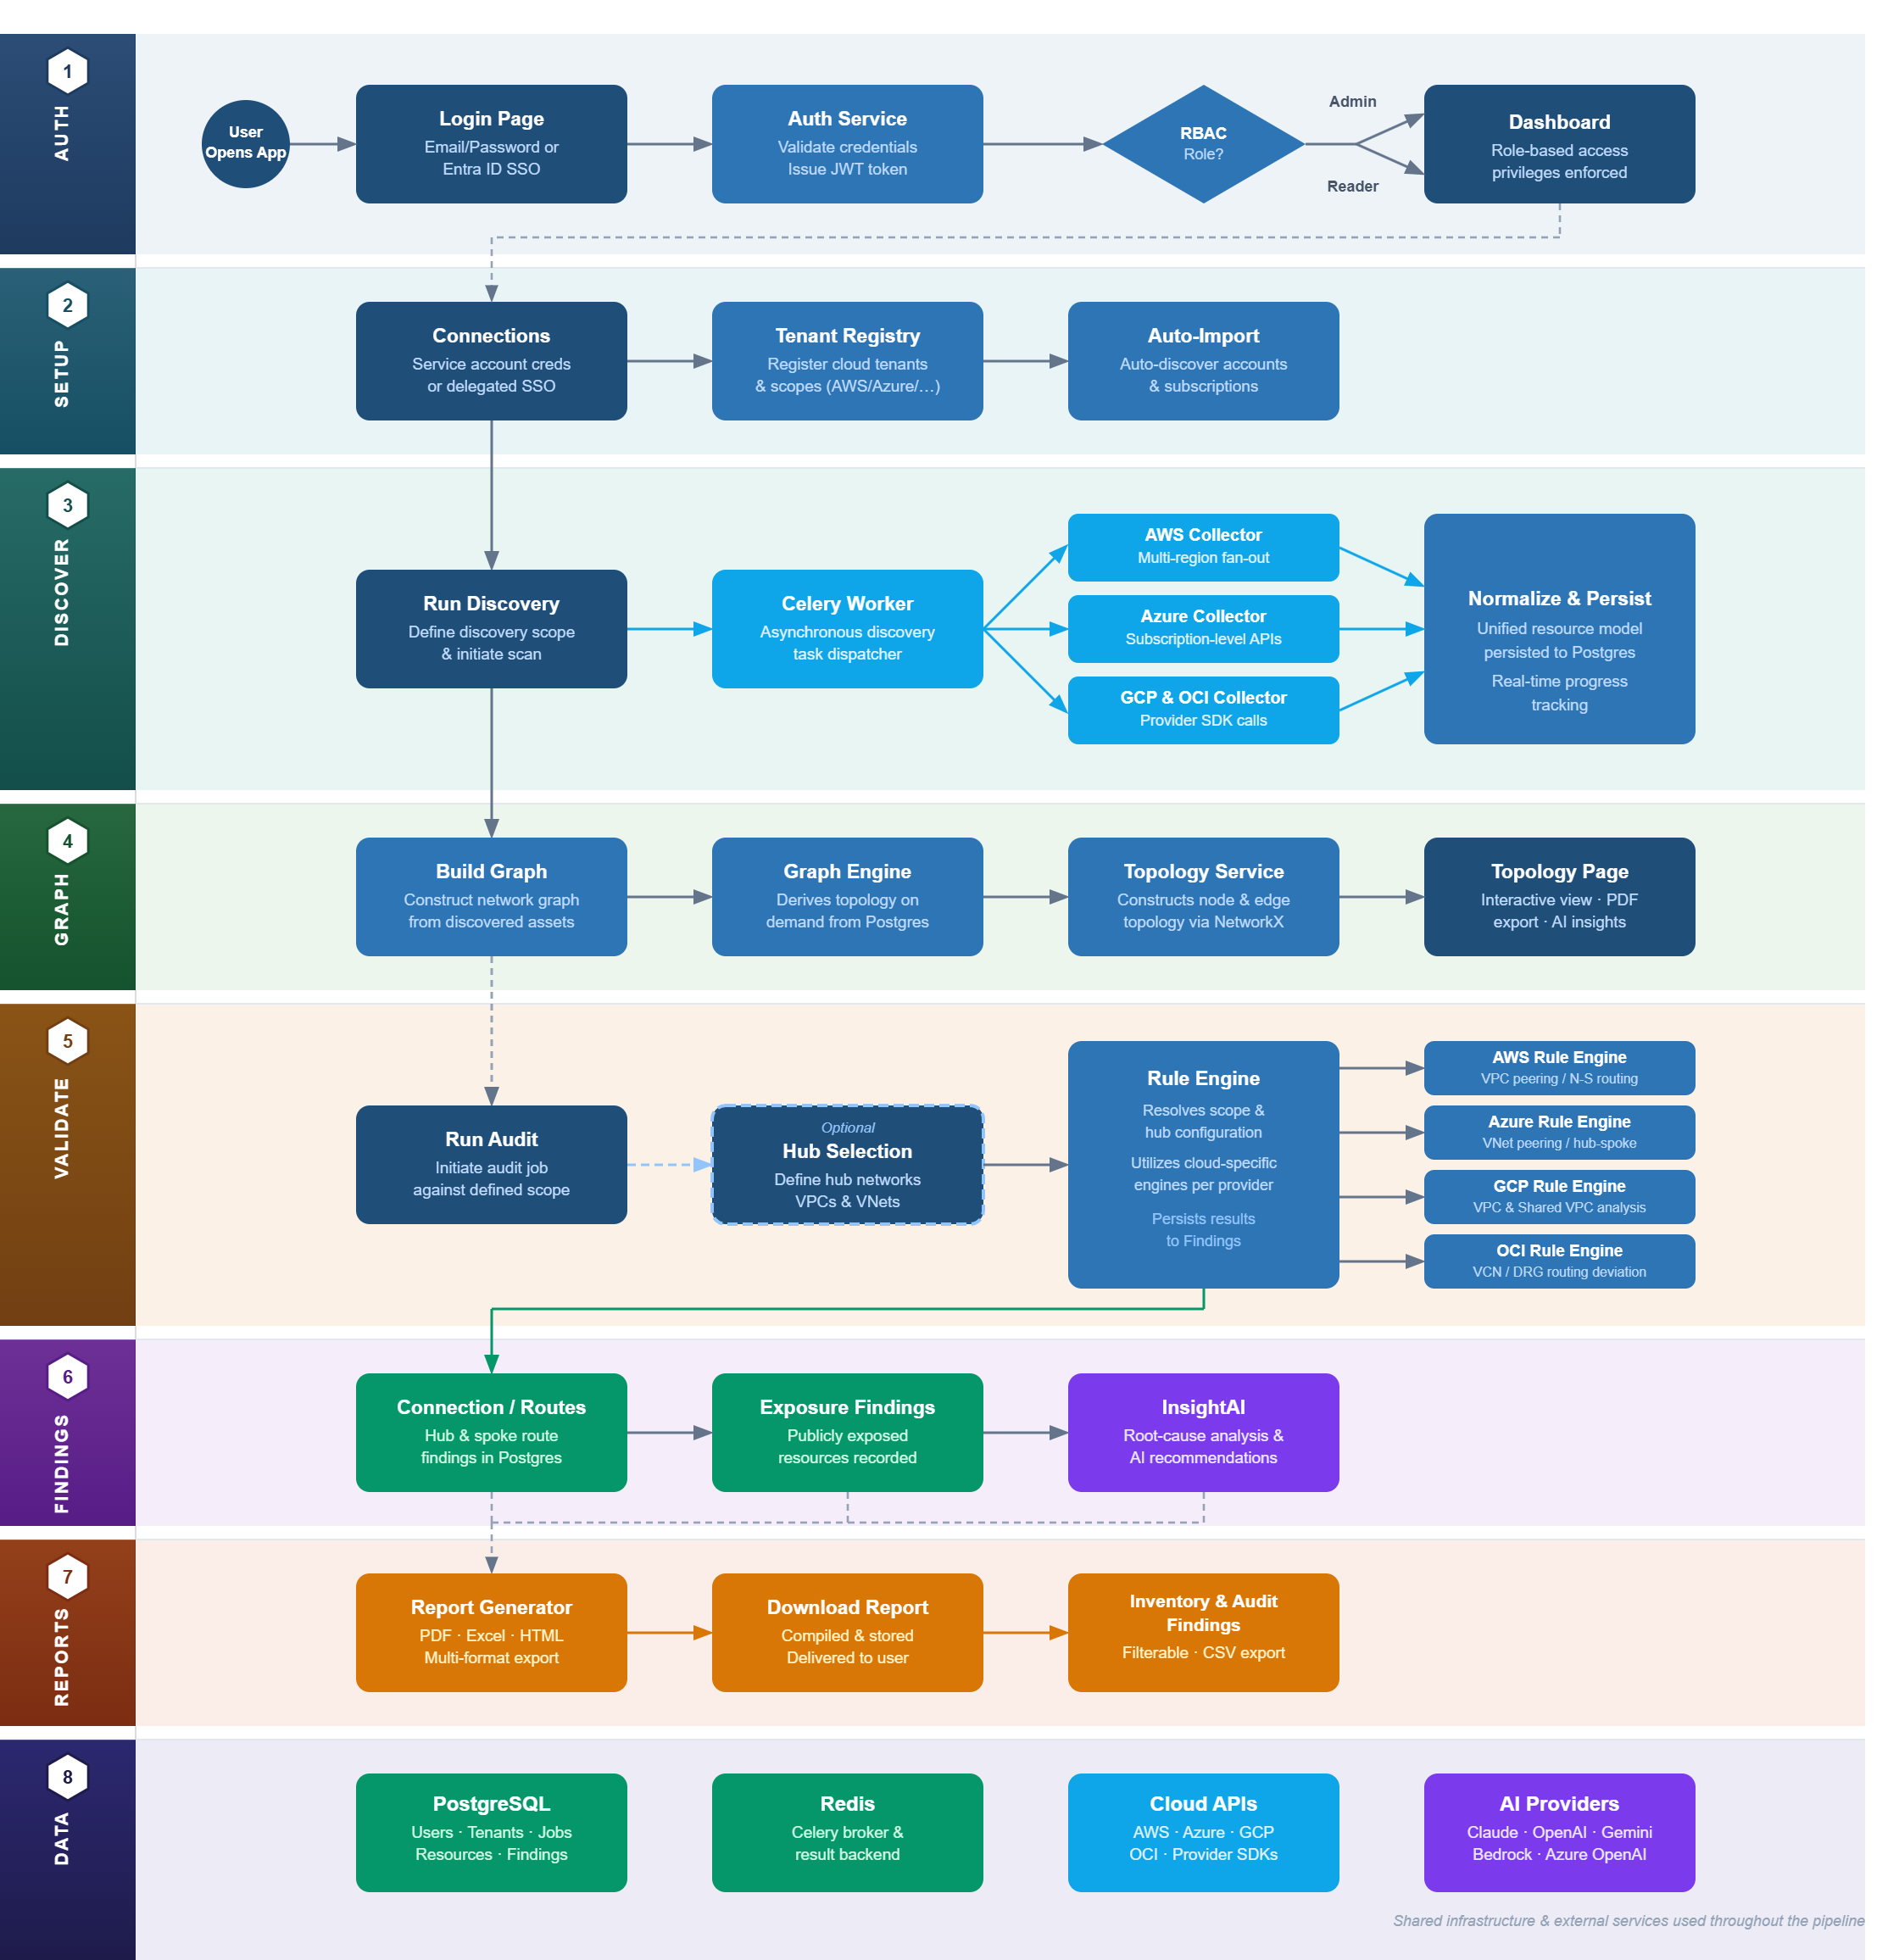 1
AUTH
User
Opens App
Login Page
Email/Password or
Entra ID SSO
Auth Service
Validate credentials
Issue JWT token
RBAC
Role?
Admin
Reader
Dashboard
Role-based access
privileges enforced
2
SETUP
Connections
Service account creds
or delegated SSO
Tenant Registry
Register cloud tenants
& scopes (AWS/Azure/…)
Auto-Import
Auto-discover accounts
& subscriptions
3
DISCOVER
Run Discovery
Define discovery scope
& initiate scan
Celery Worker
Asynchronous discovery
task dispatcher
AWS Collector
Multi-region fan-out
Azure Collector
Subscription-level APIs
GCP & OCI Collector
Provider SDK calls
Normalize & Persist
Unified resource model
persisted to Postgres
Real-time progress
tracking
4
GRAPH
Build Graph
Construct network graph
from discovered assets
Graph Engine
Derives topology on
demand from Postgres
Topology Service
Constructs node & edge
topology via NetworkX
Topology Page
Interactive view · PDF
export · AI insights
5
VALIDATE
Run Audit
Initiate audit job
against defined scope
Optional
Hub Selection
Define hub networks
VPCs & VNets
Rule Engine
Resolves scope &
hub configuration
Utilizes cloud-specific
engines per provider
Persists results
to Findings
AWS Rule Engine
VPC peering / N-S routing
Azure Rule Engine
VNet peering / hub-spoke
GCP Rule Engine
VPC & Shared VPC analysis
OCI Rule Engine
VCN / DRG routing deviation
6
FINDINGS
Connection / Routes
Hub & spoke route
findings in Postgres
Exposure Findings
Publicly exposed
resources recorded
InsightAI
Root-cause analysis &
AI recommendations
7
REPORTS
Report Generator
PDF · Excel · HTML
Multi-format export
Download Report
Compiled & stored
Delivered to user
Inventory & Audit
Findings
Filterable · CSV export
8
DATA
PostgreSQL
Users · Tenants · Jobs
Resources · Findings
Redis
Celery broker &
result backend
Cloud APIs
AWS · Azure · GCP
OCI · Provider SDKs
AI Providers
Claude · OpenAI · Gemini
Bedrock · Azure OpenAI
Shared infrastructure & external services used throughout the pipeline